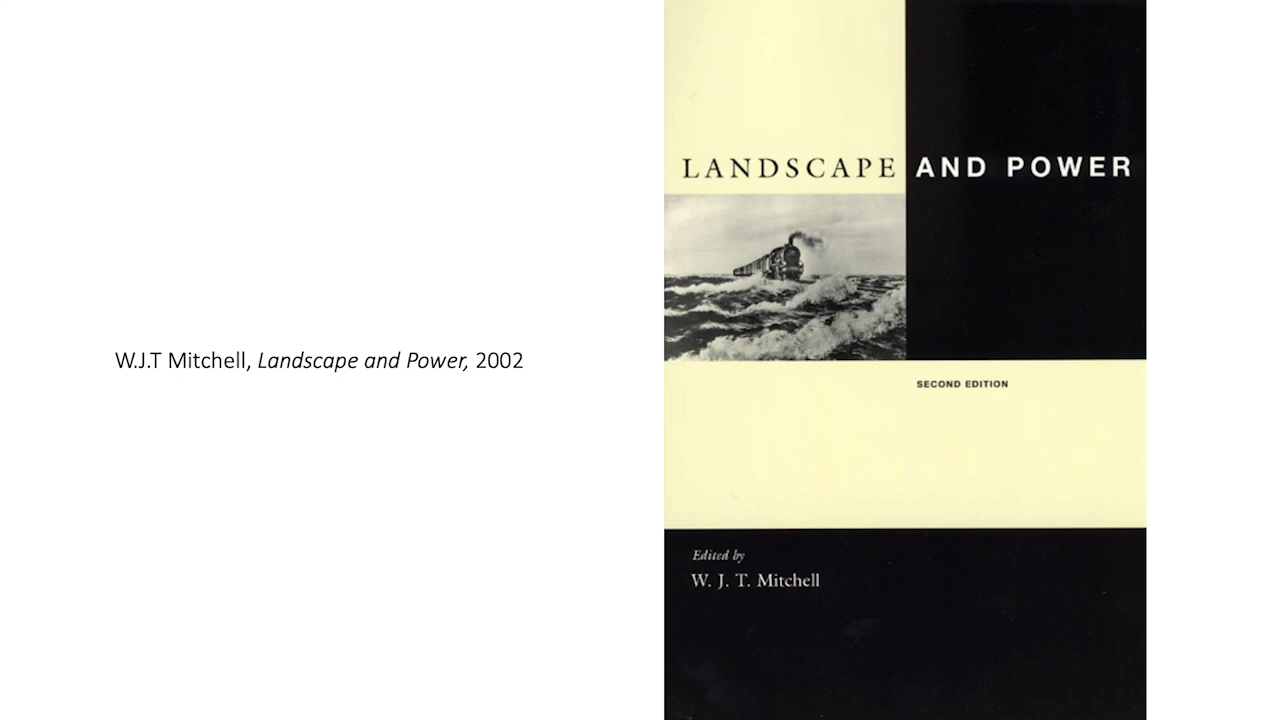 W.J.T Mitchell, Landscape and Power, 2002
LANDSCAPE AND POWER
SECOND EDITION
Edited by
W. J. T. Mitchell